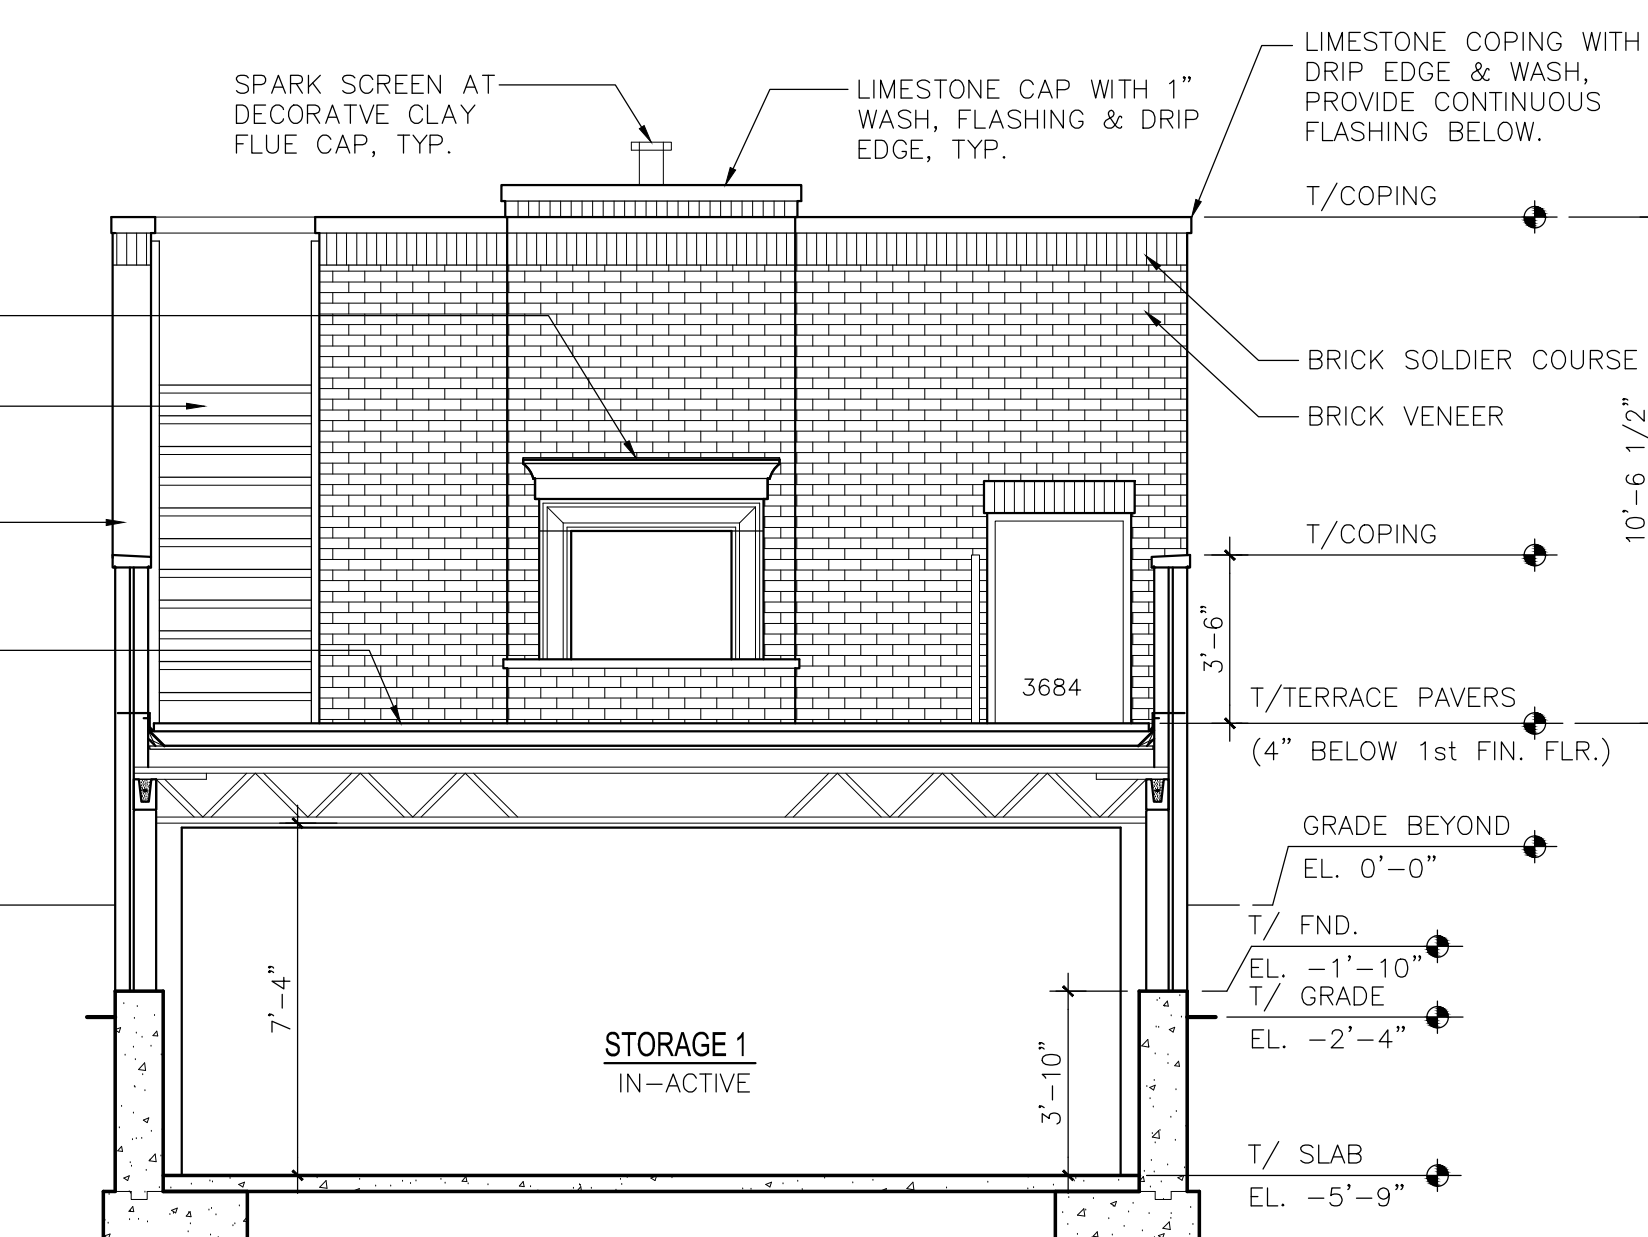 LIMESTONE COPING WITH
DRIP EDGE & WASH,
PROVIDE CONTINUOUS
FLASHING BELOW.
SPARK SCREEN AT
DECORATVE CLAY
FLUE CAP, TYP.
LIMESTONE CAP WITH 1"
WASH, FLASHING & DRIP
EDGE, TYP.
T/COPING
BRICK SOLDIER COURSE
BRICK VENEER
10'-6 1/2"
T/COPING
3'-6"
3684
T/TERRACE PAVERS
(4" BELOW 1st FIN. FLR.)
GRADE BEYOND
EL. 0'-0"
T/ FND.
EL. -1'-10"
T/ GRADE
EL. -2'-4"
7'-4"
STORAGE 1
IN-ACTIVE
3'-10"
T/ SLAB
EL. -5'-9"